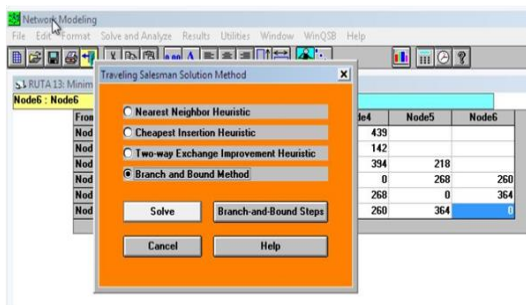 Network Modeling
File Edit Format Solve and Analyze Results Utilities Window WinQSB Help
0.00 A
RUTA 13: Minim
Traveling Salesman Solution Method X
Node6 : Node6
Nearest Neighbor Heuristic
Cheapest Insertion Heuristic
Two-way Exchange Improvement Heuristic
Branch and Bound Method
Solve Branch-and-Bound Steps
Cancel Help
From de4 Node5 Node6
Nod 439
Nod 142
Nod 394 218
Nod 0 268 260
Nod 268 0 364
Nod 260 364 0